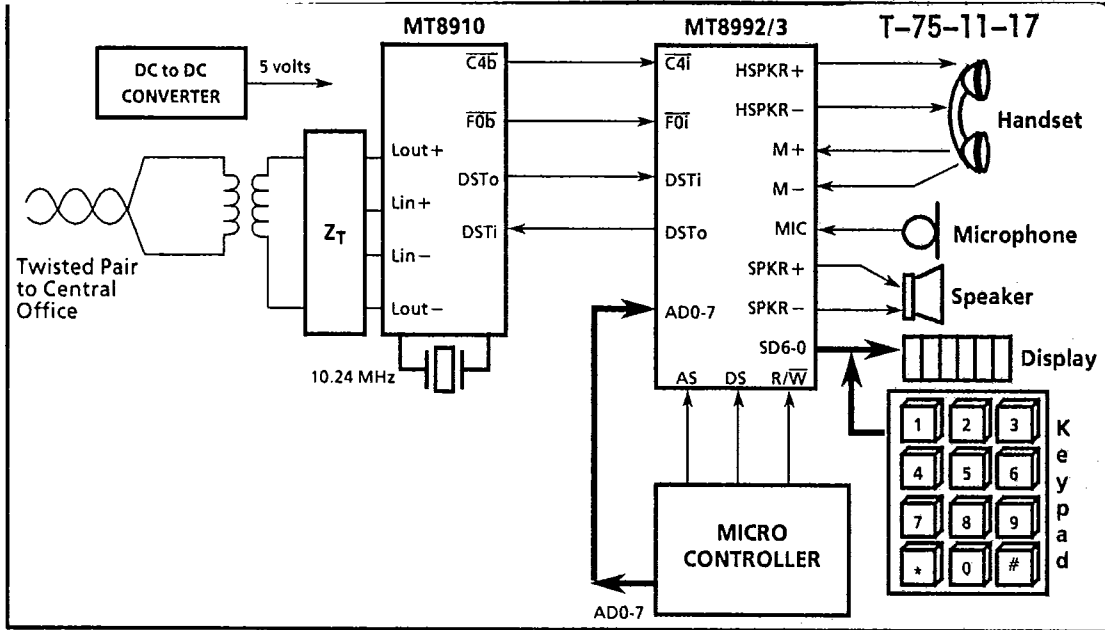 MT8910
MT8992/3
T-75-11-17
DC to DC
CONVERTER
5 volts
C4b
F0b
DSTo
DSTi
Lout+
Lin+
Lin-
Lout-
ZT
10.24 MHz
Twisted Pair
to Central
Office
C4i
F0i
DSTi
DSTo
AD0-7
HSPKR+
HSPKR-
M+
M-
MIC
SPKR+
SPKR-
SD6-0
AS DS R/W
Handset
Microphone
Speaker
Display
1 2 3
4 5 6
7 8 9
* 0 #
Keypad
MICRO
CONTROLLER
AD0-7